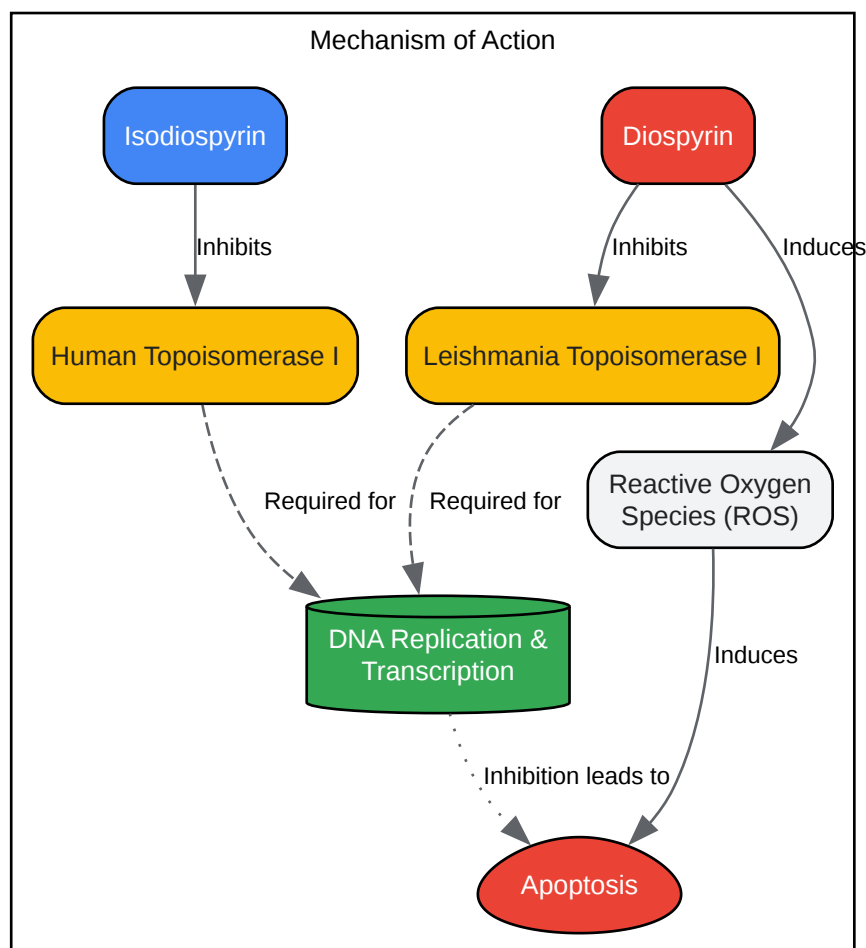 Mechanism of Action
Isodiospyrin
Diospyrin
Inhibits
Inhibits
Induces
Human Topoisomerase I
Leishmania Topoisomerase I
Reactive Oxygen
Species (ROS)
Required for
Required for
DNA Replication &
Transcription
Induces
Inhibition leads to
Apoptosis